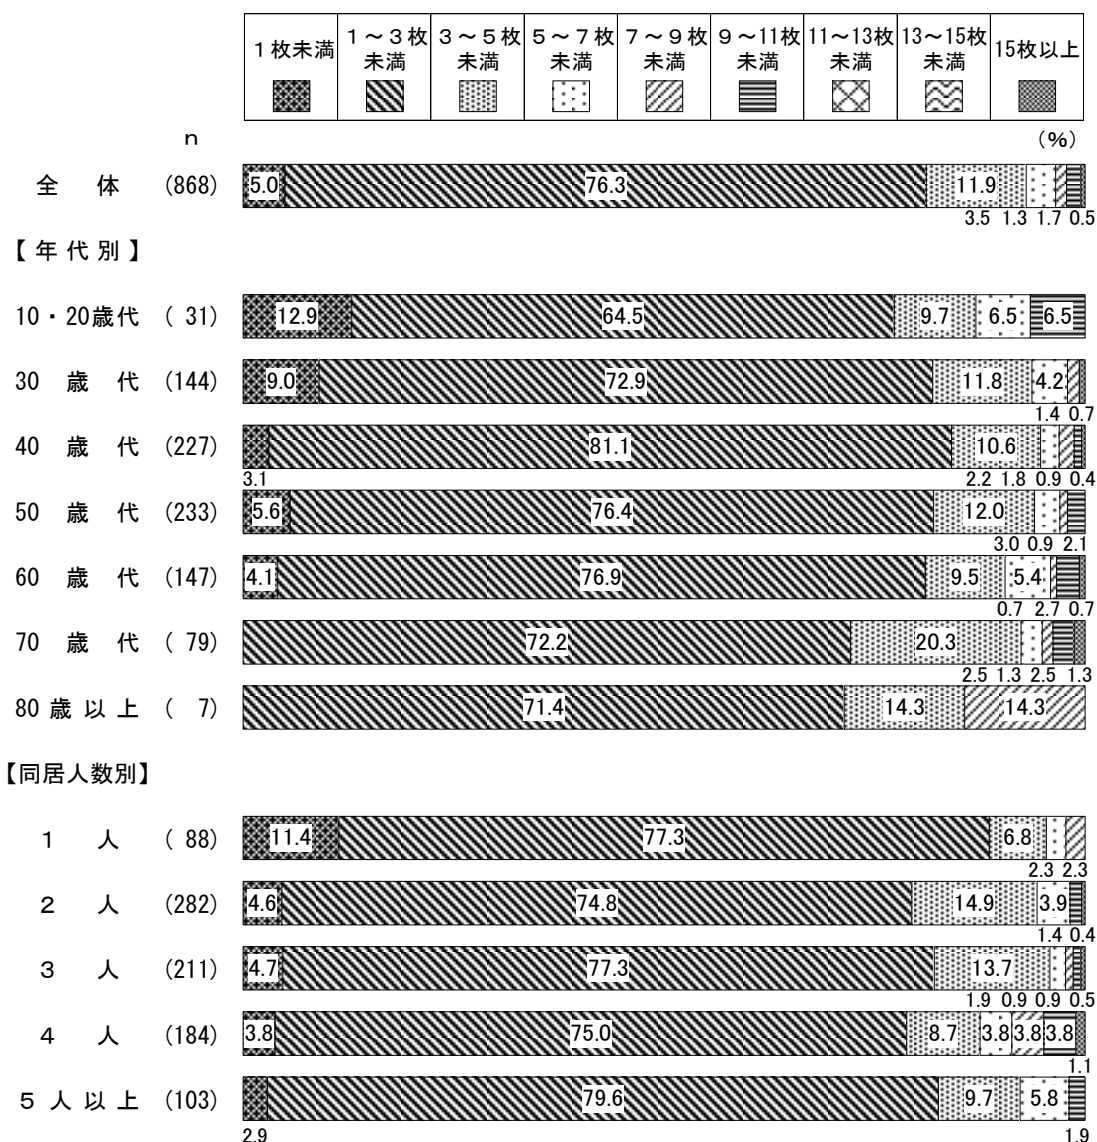 １枚未満 １～３枚未満 ３～５枚未満 ５～７枚未満 ７～９枚未満 ９～11枚未満 11～13枚未満 13～15枚未満 15枚以上
ｎ (％)
全体 (868) 5.0 76.3 11.9
3.5 1.3 1.7 0.5
【年代別】
10・20歳代 ( 31) 12.9 64.5 9.7 6.5 6.5
30歳代 (144) 9.0 72.9 11.8 4.2
1.4 0.7
40歳代 (227) 81.1 10.6
3.1 2.2 1.8 0.9 0.4
50歳代 (233) 5.6 76.4 12.0
3.0 0.9 2.1
60歳代 (147) 4.1 76.9 9.5 5.4
0.7 2.7 0.7
70歳代 ( 79) 72.2 20.3
2.5 1.3 2.5 1.3
80歳以上 ( 7) 71.4 14.3 14.3
【同居人数別】
１人 ( 88) 11.4 77.3 6.8
2.3 2.3
２人 (282) 4.6 74.8 14.9 3.9
1.4 0.4
３人 (211) 4.7 77.3 13.7
1.9 0.9 0.9 0.5
４人 (184) 3.8 75.0 8.7 3.8 3.8 3.8
1.1
５人以上 (103) 79.6 9.7 5.8
2.9 1.9